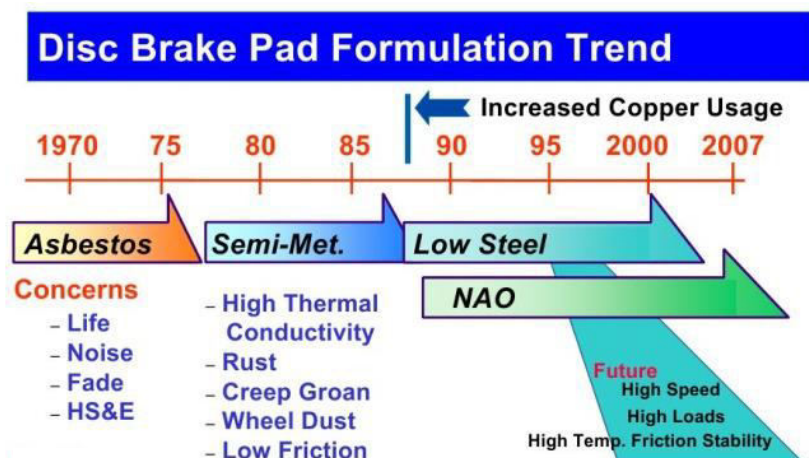 Disc Brake Pad Formulation Trend
Increased Copper Usage
1970 75 80 85 90 95 2000 2007
Asbestos Semi-Met. Low Steel
NAO
Concerns
– Life
– Noise
– Fade
– HS&E
– High Thermal
Conductivity
– Rust
– Creep Groan
– Wheel Dust
– Low Friction
Future
High Speed
High Loads
High Temp. Friction Stability